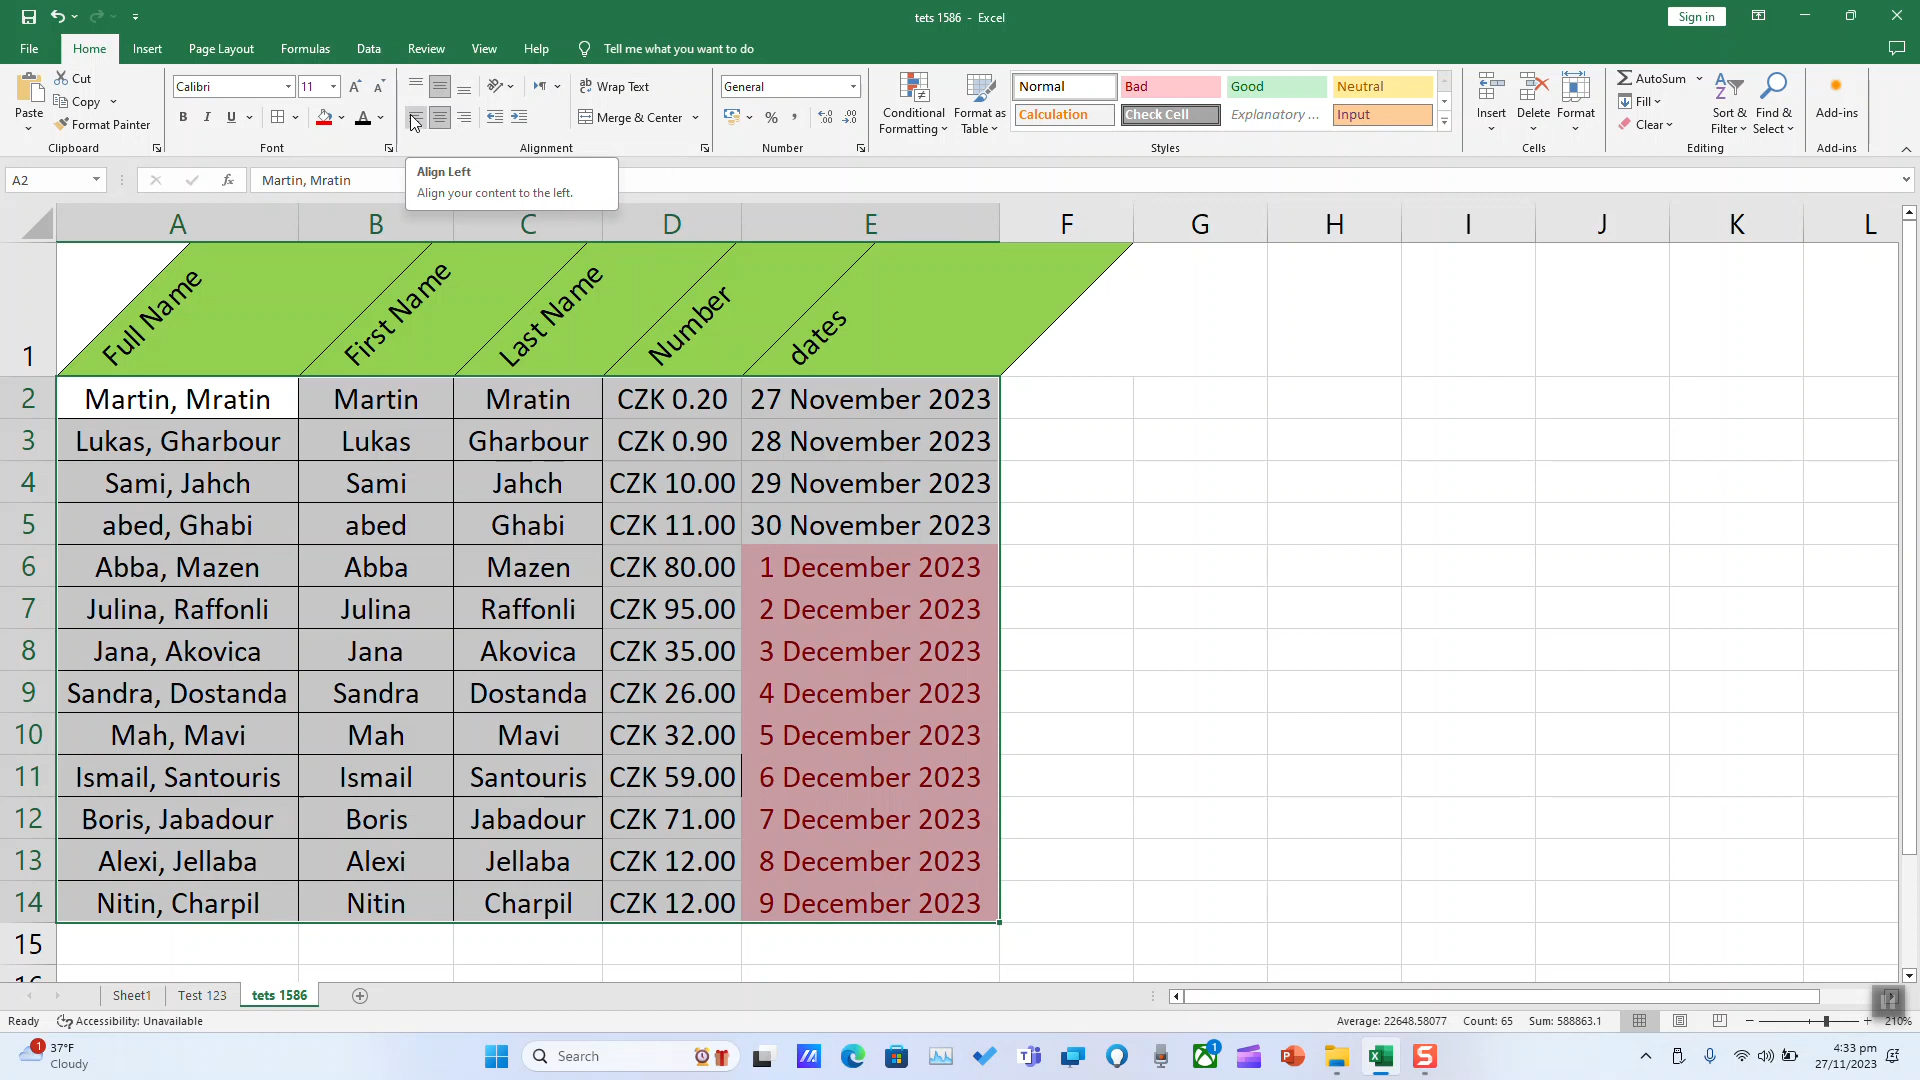 tets 1586 - Excel
Sign in
File Home Insert Page Layout Formulas Data Review View Help Tell me what you want to do
Paste
Cut
Copy
Format Painter
Clipboard
Calibri 11
B I U
Font
Wrap Text
Merge & Center
Alignment
General
Number
Conditional Formatting
Format as Table
Normal Bad Good Neutral
Calculation Check Cell Explanatory ... Input
Styles
Insert Delete Format
Cells
AutoSum
Fill
Clear
Sort & Filter
Find & Select
Editing
Add-ins
Add-ins
A2
fx
Martin, Mratin
Align Left
Align your content to the left.
A B C D E F G H I J K L
1 Full Name First Name Last Name Number dates
2 Martin, Mratin Martin Mratin CZK 0.20 27 November 2023
3 Lukas, Gharbour Lukas Gharbour CZK 0.90 28 November 2023
4 Sami, Jahch Sami Jahch CZK 10.00 29 November 2023
5 abed, Ghabi abed Ghabi CZK 11.00 30 November 2023
6 Abba, Mazen Abba Mazen CZK 80.00 1 December 2023
7 Julina, Raffonli Julina Raffonli CZK 95.00 2 December 2023
8 Jana, Akovica Jana Akovica CZK 35.00 3 December 2023
9 Sandra, Dostanda Sandra Dostanda CZK 26.00 4 December 2023
10 Mah, Mavi Mah Mavi CZK 32.00 5 December 2023
11 Ismail, Santouris Ismail Santouris CZK 59.00 6 December 2023
12 Boris, Jabadour Boris Jabadour CZK 71.00 7 December 2023
13 Alexi, Jellaba Alexi Jellaba CZK 12.00 8 December 2023
14 Nitin, Charpil Nitin Charpil CZK 12.00 9 December 2023
15
16
Sheet1 Test 123 tets 1586
Ready Accessibility: Unavailable Average: 22648.58077 Count: 65 Sum: 588863.1 210%
1 37°F
Cloudy
Search
1
4:33 pm
27/11/2023